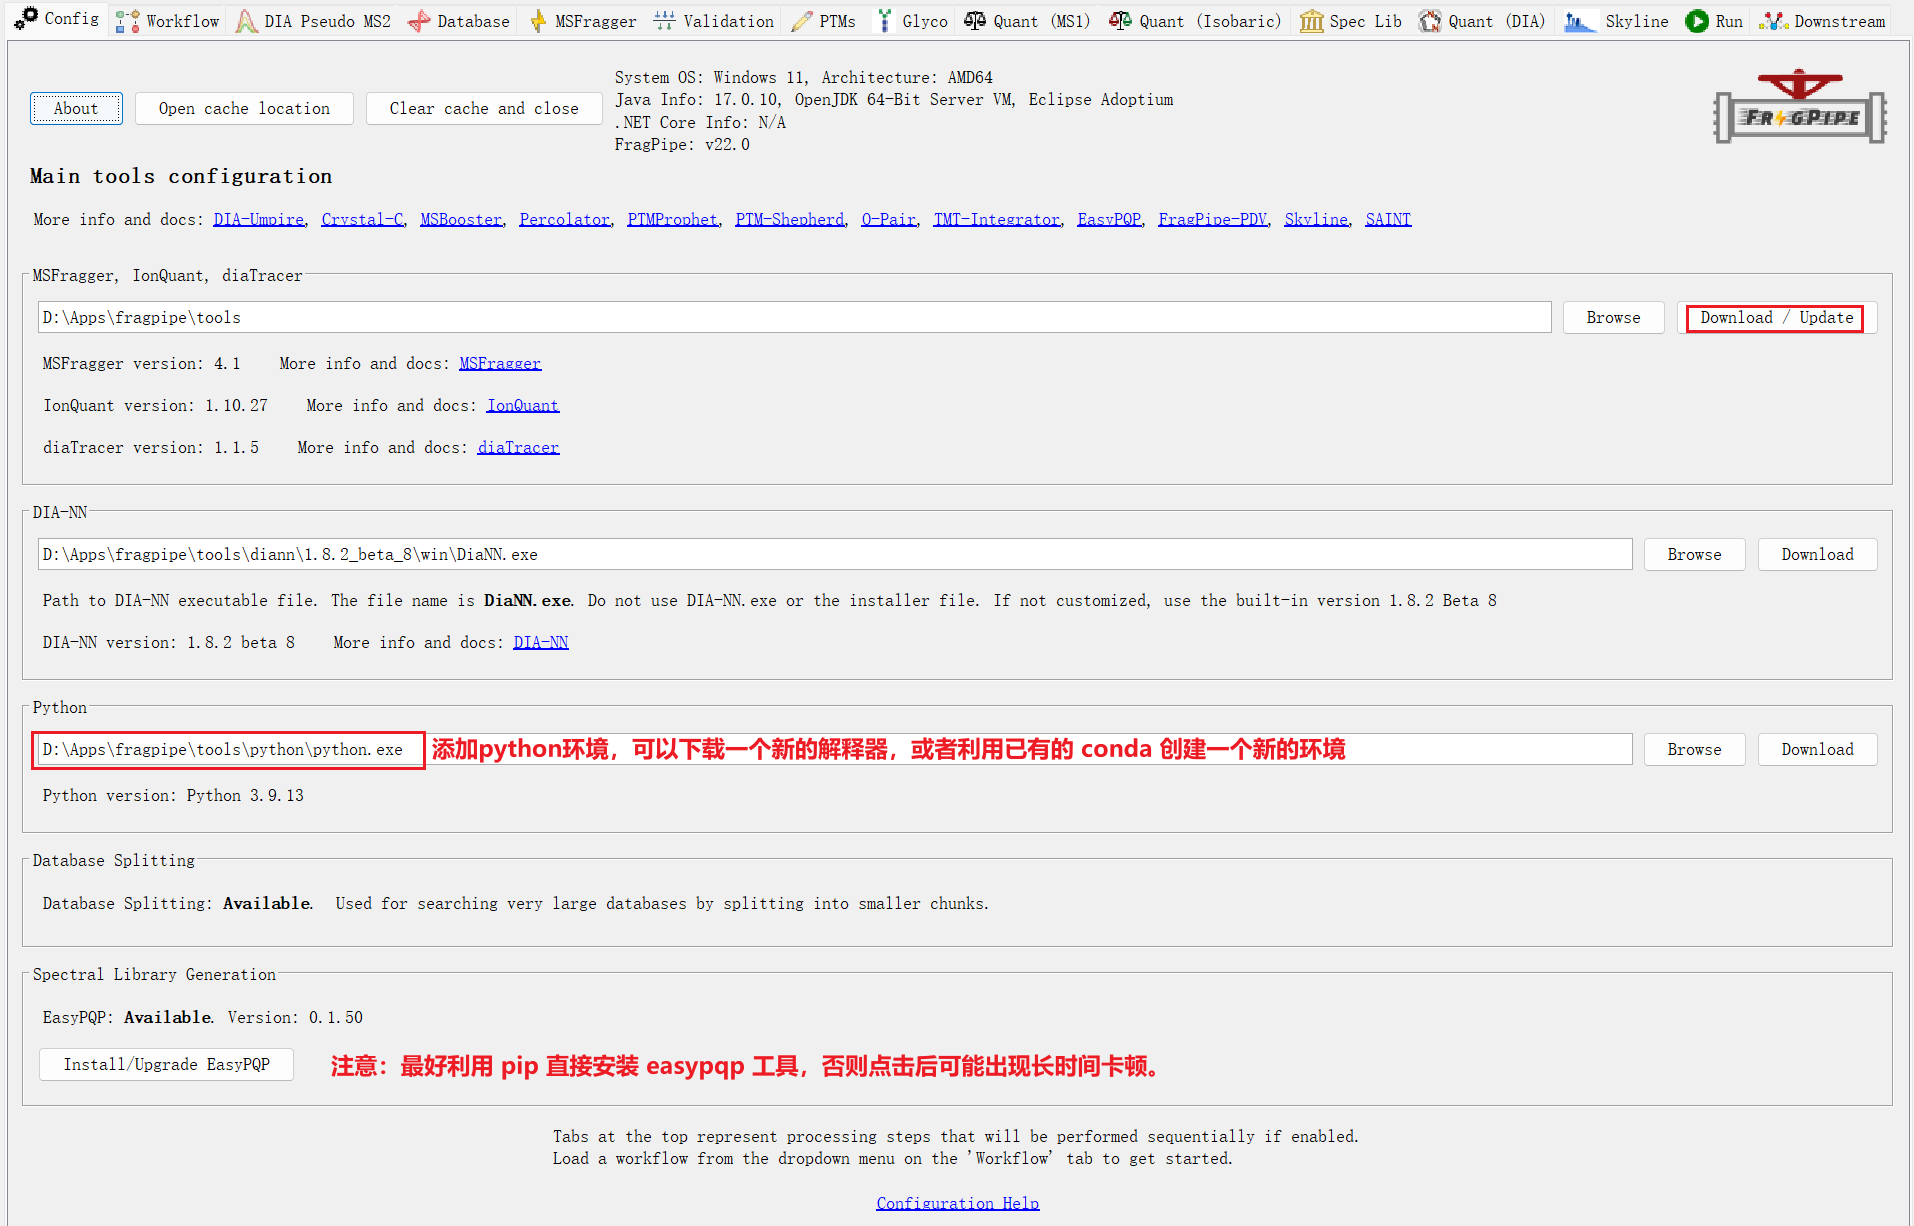 Config Workflow DIA Pseudo MS2 Database MSFragger Validation PTMs Glyco Quant (MS1) Quant (Isobaric) Spec Lib Quant (DIA) Skyline Run Downstream
About Open cache location Clear cache and close
System OS: Windows 11, Architecture: AMD64
Java Info: 17.0.10, OpenJDK 64-Bit Server VM, Eclipse Adoptium
.NET Core Info: N/A
FragPipe: v22.0
FRAGPIPE
Main tools configuration
More info and docs: DIA-Umpire, Crystal-C, MSBooster, Percolator, PTMProphet, PTM-Shepherd, O-Pair, TMT-Integrator, EasyPQP, FragPipe-PDV, Skyline, SAINT
MSFragger, IonQuant, diaTracer
D:\Apps\fragpipe\tools Browse Download / Update
MSFragger version: 4.1 More info and docs: MSFragger
IonQuant version: 1.10.27 More info and docs: IonQuant
diaTracer version: 1.1.5 More info and docs: diaTracer
DIA-NN
D:\Apps\fragpipe\tools\diann\1.8.2_beta_8\win\DiaNN.exe Browse Download
Path to DIA-NN executable file. The file name is DiaNN.exe. Do not use DIA-NN.exe or the installer file. If not customized, use the built-in version 1.8.2 Beta 8
DIA-NN version: 1.8.2 beta 8 More info and docs: DIA-NN
Python
D:\Apps\fragpipe\tools\python\python.exe 添加python环境，可以下载一个新的解释器，或者利用已有的 conda 创建一个新的环境 Browse Download
Python version: Python 3.9.13
Database Splitting
Database Splitting: Available. Used for searching very large databases by splitting into smaller chunks.
Spectral Library Generation
EasyPQP: Available. Version: 0.1.50
Install/Upgrade EasyPQP 注意：最好利用 pip 直接安装 easypqp 工具，否则点击后可能出现长时间卡顿。
Tabs at the top represent processing steps that will be performed sequentially if enabled.
Load a workflow from the dropdown menu on the 'Workflow' tab to get started.
Configuration Help